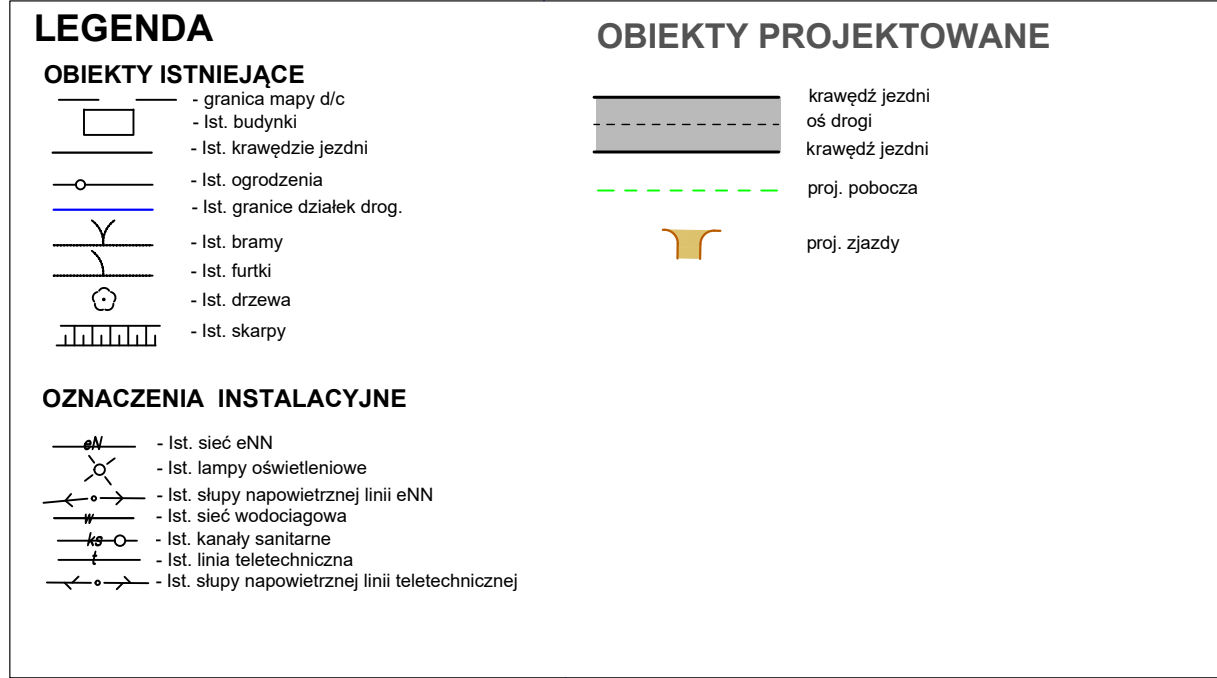 LEGENDA
OBIEKTY ISTNIEJĄCE
- granica mapy d/c
- Ist. budynki
- Ist. krawędzie jezdni
- Ist. ogrodzenia
- Ist. granice działek drog.
- Ist. bramy
- Ist. furtki
- Ist. drzewa
- Ist. skarpy
OZNACZENIA INSTALACYJNE
eN - Ist. sieć eNN
- Ist. lampy oświetleniowe
- Ist. słupy napowietrznej linii eNN
w - Ist. sieć wodociagowa
ks - Ist. kanały sanitarne
t - Ist. linia teletechniczna
- Ist. słupy napowietrznej linii teletechnicznej
OBIEKTY PROJEKTOWANE
krawędź jezdni
oś drogi
krawędź jezdni
proj. pobocza
proj. zjazdy